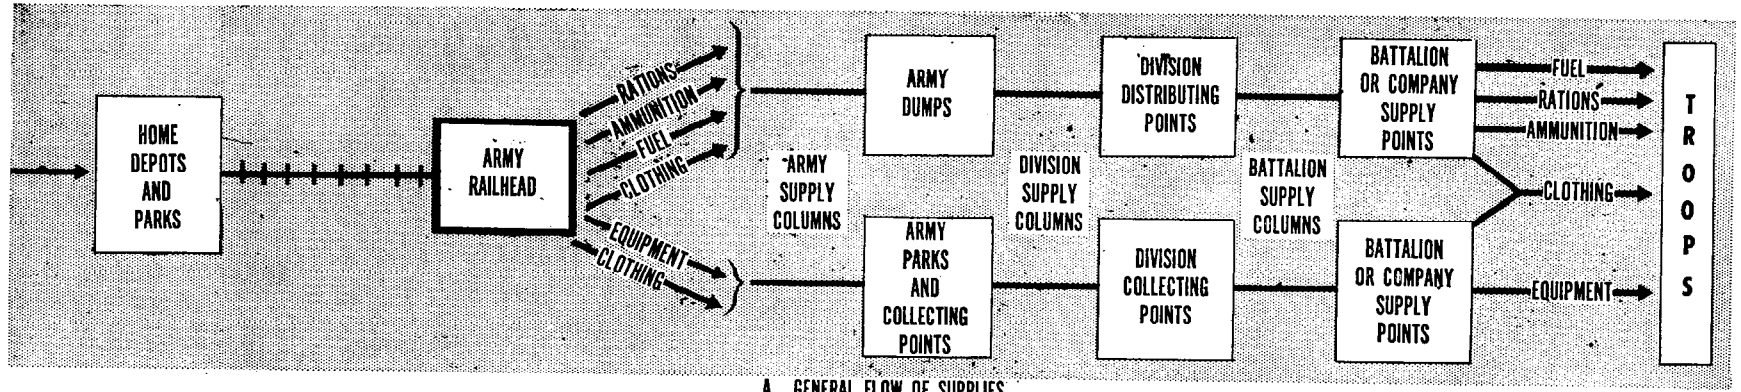 HOME
DEPOTS
AND
PARKS
ARMY
RAILHEAD
RATIONS
AMMUNITION
FUEL
CLOTHING
EQUIPMENT
CLOTHING
ARMY
SUPPLY
COLUMNS
ARMY
DUMPS
ARMY
PARKS
AND
COLLECTING
POINTS
DIVISION
SUPPLY
COLUMNS
DIVISION
DISTRIBUTING
POINTS
DIVISION
COLLECTING
POINTS
BATTALION
SUPPLY
COLUMNS
BATTALION
OR COMPANY
SUPPLY
POINTS
BATTALION
OR COMPANY
SUPPLY
POINTS
FUEL
RATIONS
AMMUNITION
CLOTHING
EQUIPMENT
TROOPS
A GENERAL FLOW OF SUPPLIES